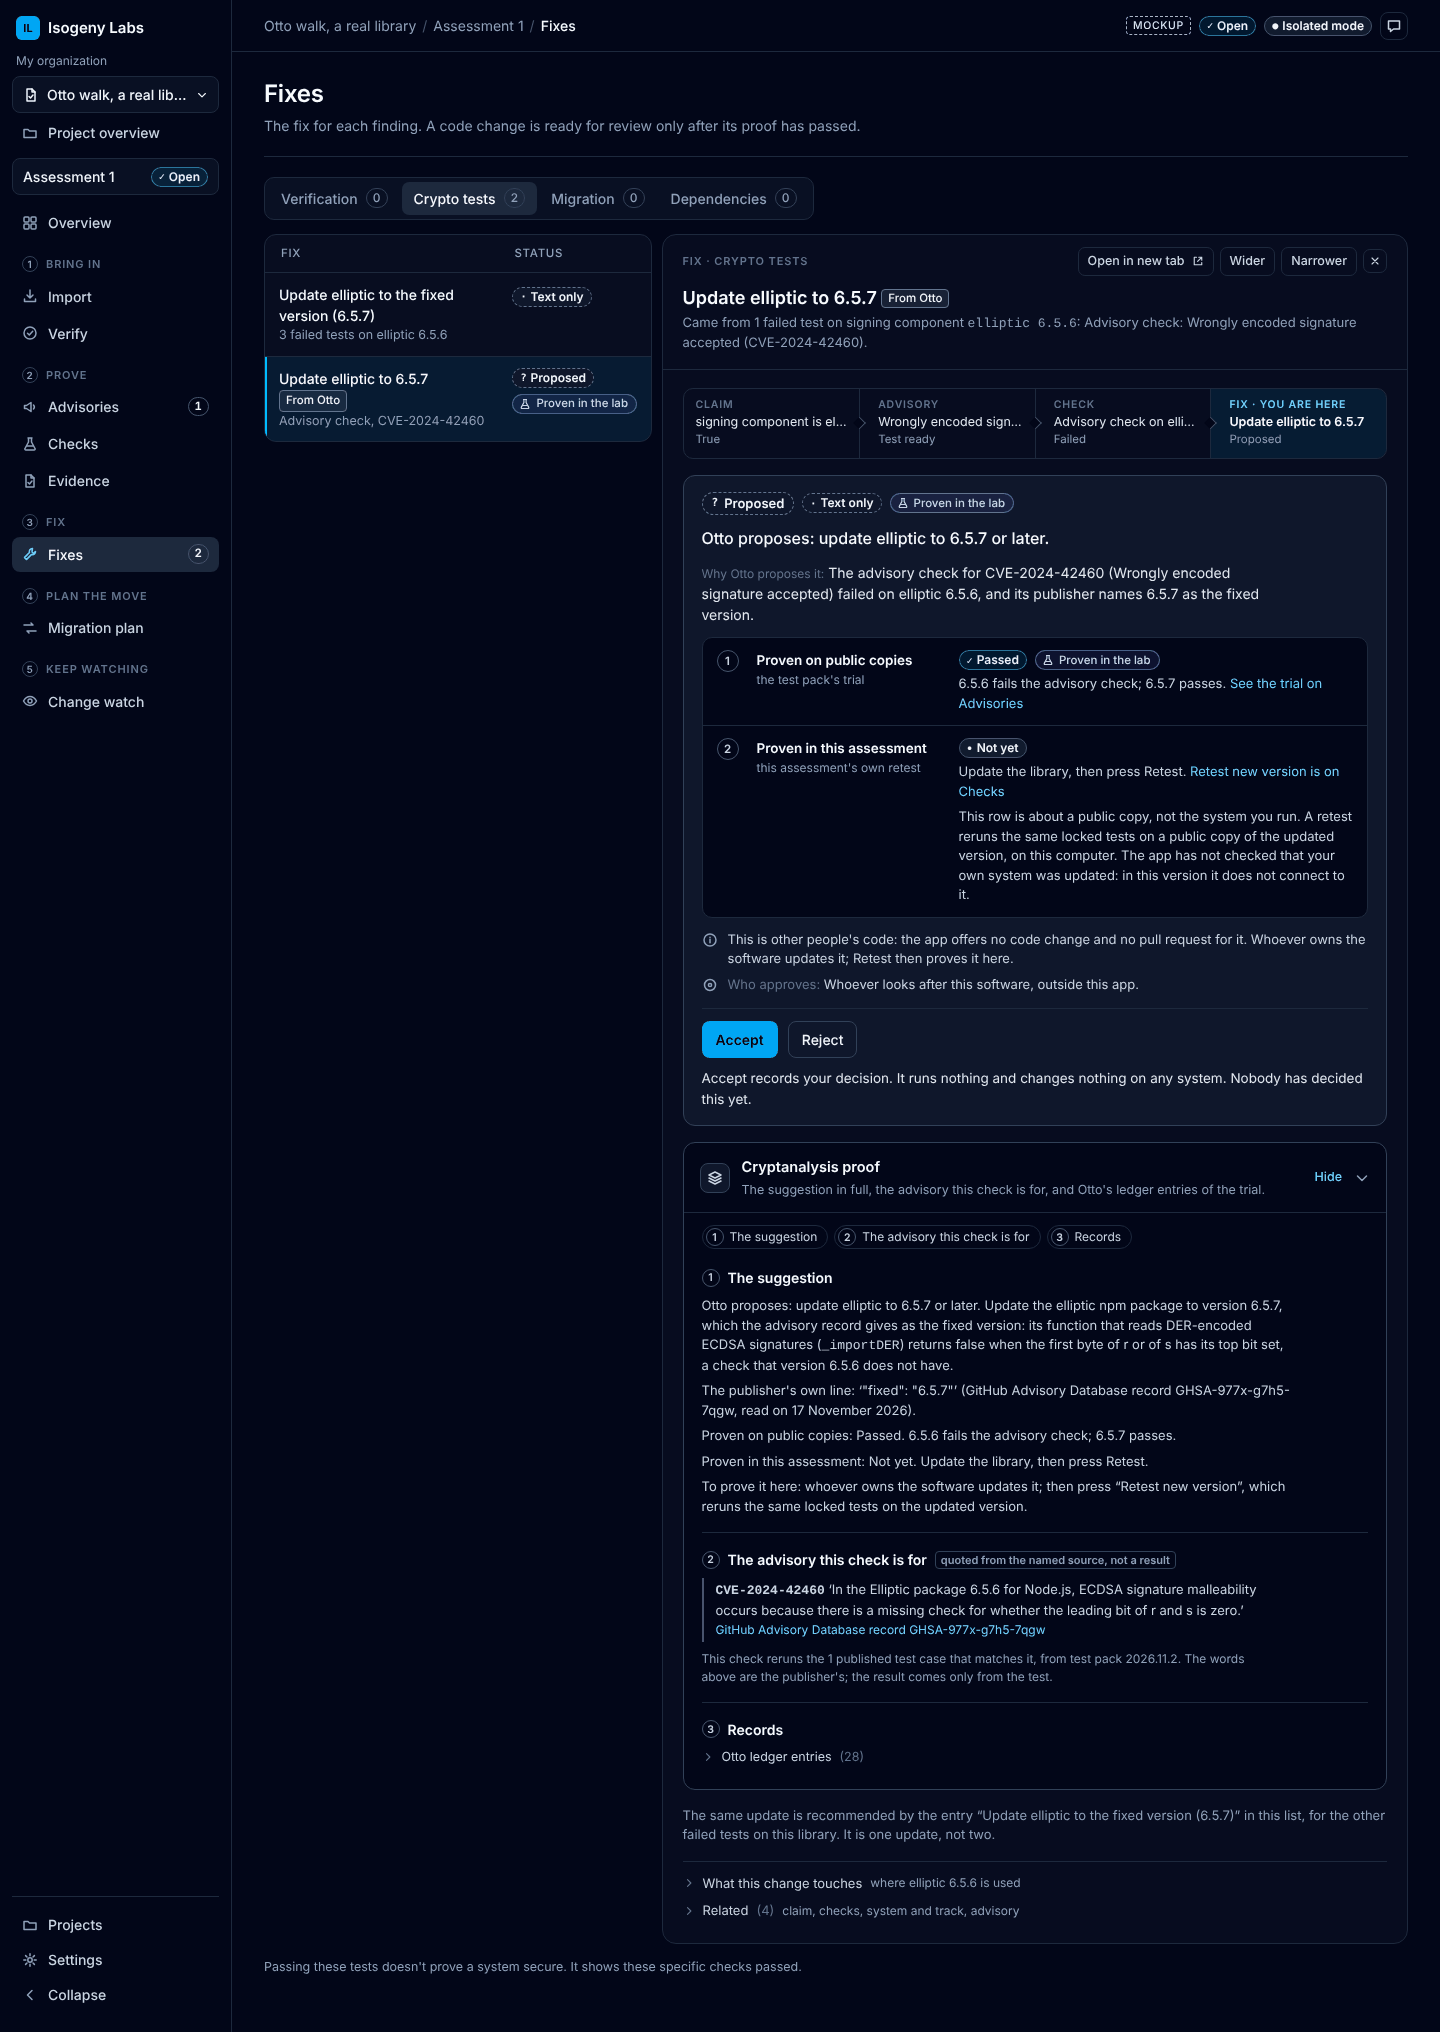 IL Isogeny Labs
My organization
Otto walk, a real lib...
Project overview
Assessment 1 ✓ Open
Overview
1 BRING IN
Import
Verify
2 PROVE
Advisories 1
Checks
Evidence
3 FIX
Fixes 2
4 PLAN THE MOVE
Migration plan
5 KEEP WATCHING
Change watch
Projects
Settings
Collapse
Otto walk, a real library / Assessment 1 / Fixes
MOCKUP ✓ Open Isolated mode
Fixes
The fix for each finding. A code change is ready for review only after its proof has passed.
Verification 0 Crypto tests 2 Migration 0 Dependencies 0
FIX STATUS
Update elliptic to the fixed version (6.5.7)
3 failed tests on elliptic 6.5.6
· Text only
Update elliptic to 6.5.7
From Otto
Advisory check, CVE-2024-42460
? Proposed
Proven in the lab
FIX · CRYPTO TESTS
Open in new tab Wider Narrower ×
Update elliptic to 6.5.7 From Otto
Came from 1 failed test on signing component elliptic 6.5.6: Advisory check: Wrongly encoded signature
accepted (CVE-2024-42460).
CLAIM
signing component is el...
True
ADVISORY
Wrongly encoded sign...
Test ready
CHECK
Advisory check on elli...
Failed
FIX · YOU ARE HERE
Update elliptic to 6.5.7
Proposed
? Proposed · Text only Proven in the lab
Otto proposes: update elliptic to 6.5.7 or later.
Why Otto proposes it: The advisory check for CVE-2024-42460 (Wrongly encoded
signature accepted) failed on elliptic 6.5.6, and its publisher names 6.5.7 as the fixed
version.
1 Proven on public copies
the test pack's trial
✓ Passed Proven in the lab
6.5.6 fails the advisory check; 6.5.7 passes. See the trial on
Advisories
2 Proven in this assessment
this assessment's own retest
• Not yet
Update the library, then press Retest. Retest new version is on
Checks
This row is about a public copy, not the system you run. A retest
reruns the same locked tests on a public copy of the updated
version, on this computer. The app has not checked that your
own system was updated: in this version it does not connect to
it.
This is other people's code: the app offers no code change and no pull request for it. Whoever owns the
software updates it; Retest then proves it here.
Who approves: Whoever looks after this software, outside this app.
Accept Reject
Accept records your decision. It runs nothing and changes nothing on any system. Nobody has decided
this yet.
Cryptanalysis proof
The suggestion in full, the advisory this check is for, and Otto's ledger entries of the trial.
Hide
1 The suggestion 2 The advisory this check is for 3 Records
1 The suggestion
Otto proposes: update elliptic to 6.5.7 or later. Update the elliptic npm package to version 6.5.7,
which the advisory record gives as the fixed version: its function that reads DER-encoded
ECDSA signatures (_importDER) returns false when the first byte of r or of s has its top bit set,
a check that version 6.5.6 does not have.
The publisher's own line: ‘"fixed": "6.5.7"’ (GitHub Advisory Database record GHSA-977x-g7h5-
7qgw, read on 17 November 2026).
Proven on public copies: Passed. 6.5.6 fails the advisory check; 6.5.7 passes.
Proven in this assessment: Not yet. Update the library, then press Retest.
To prove it here: whoever owns the software updates it; then press “Retest new version”, which
reruns the same locked tests on the updated version.
2 The advisory this check is for quoted from the named source, not a result
CVE-2024-42460 ‘In the Elliptic package 6.5.6 for Node.js, ECDSA signature malleability
occurs because there is a missing check for whether the leading bit of r and s is zero.’
GitHub Advisory Database record GHSA-977x-g7h5-7qgw
This check reruns the 1 published test case that matches it, from test pack 2026.11.2. The words
above are the publisher's; the result comes only from the test.
3 Records
Otto ledger entries (28)
The same update is recommended by the entry “Update elliptic to the fixed version (6.5.7)” in this list, for the other
failed tests on this library. It is one update, not two.
What this change touches where elliptic 6.5.6 is used
Related (4) claim, checks, system and track, advisory
Passing these tests doesn't prove a system secure. It shows these specific checks passed.